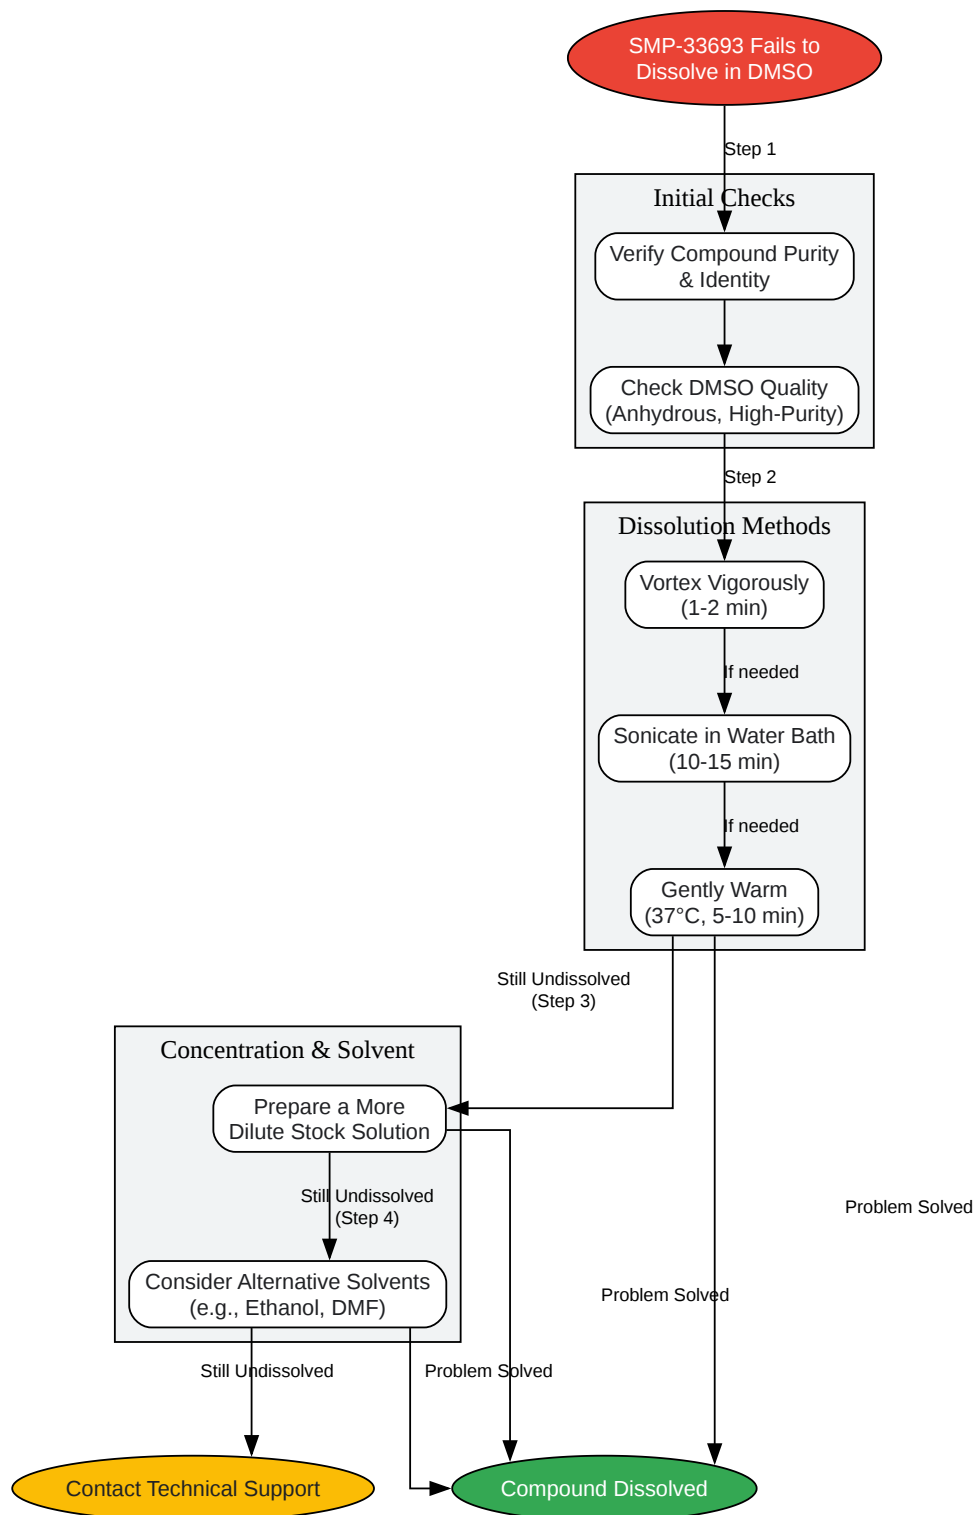 SMP-33693 Fails to
Dissolve in DMSO
Step 1
Initial Checks
Verify Compound Purity
& Identity
Check DMSO Quality
(Anhydrous, High-Purity)
Step 2
Dissolution Methods
Vortex Vigorously
(1-2 min)
If needed
Sonicate in Water Bath
(10-15 min)
If needed
Gently Warm
(37°C, 5-10 min)
Still Undissolved
(Step 3)
Concentration & Solvent
Prepare a More
Dilute Stock Solution
Still Undissolved
(Step 4)
Problem Solved
Consider Alternative Solvents
(e.g., Ethanol, DMF)
Problem Solved
Still Undissolved
Problem Solved
Contact Technical Support
Compound Dissolved